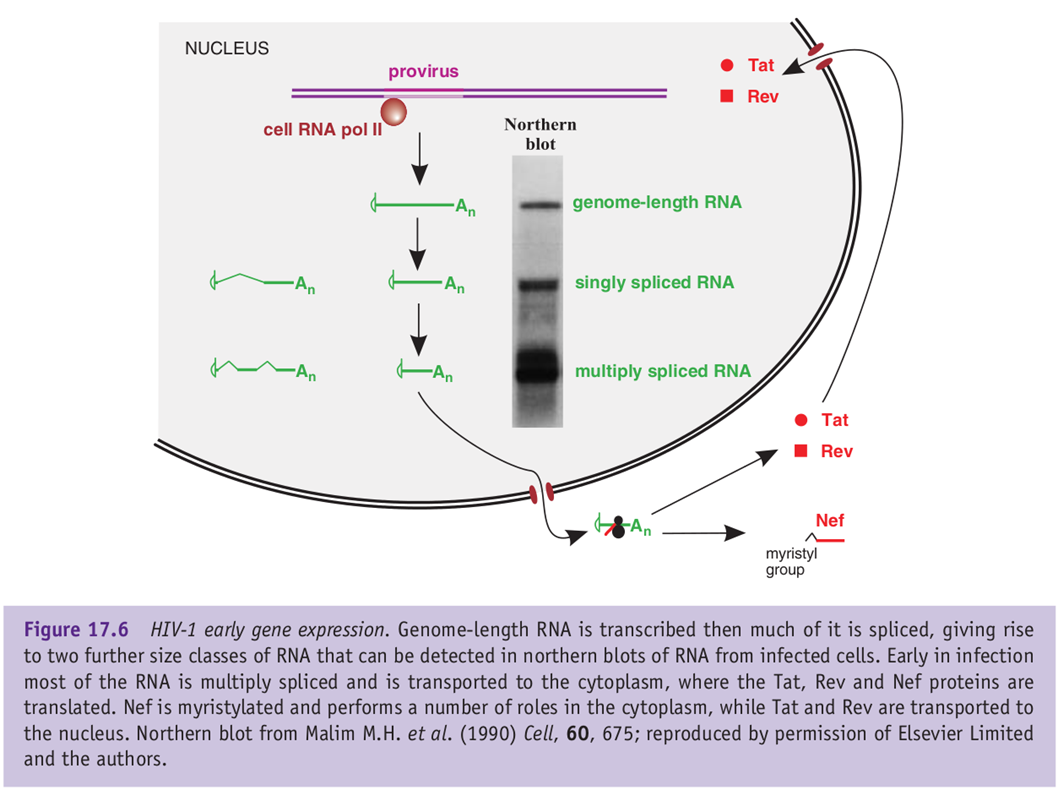 NUCLEUS
provirus
cell RNA pol II
Northern
blot
Tat
Rev
An
genome-length RNA
An
An
singly spliced RNA
An
An
multiply spliced RNA
Tat
Rev
An
Nef
myristyl
group
Figure 17.6 HIV-1 early gene expression. Genome-length RNA is transcribed then much of it is spliced, giving rise
to two further size classes of RNA that can be detected in northern blots of RNA from infected cells. Early in infection
most of the RNA is multiply spliced and is transported to the cytoplasm, where the Tat, Rev and Nef proteins are
translated. Nef is myristylated and performs a number of roles in the cytoplasm, while Tat and Rev are transported to
the nucleus. Northern blot from Malim M.H. et al. (1990) Cell, 60, 675; reproduced by permission of Elsevier Limited
and the authors.